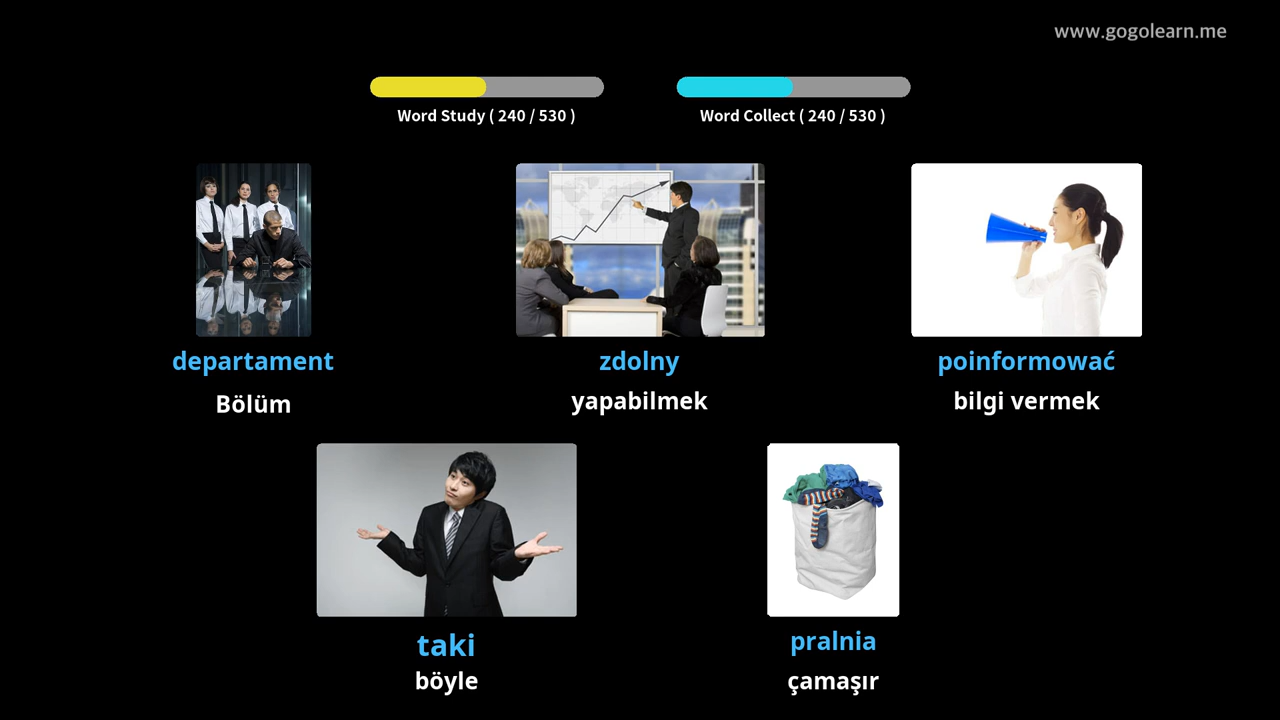 www.gogolearn.me
Word Study ( 240 / 530 )
Word Collect ( 240 / 530 )
departament
Bölüm
zdolny
yapabilmek
poinformować
bilgi vermek
taki
böyle
pralnia
çamaşır